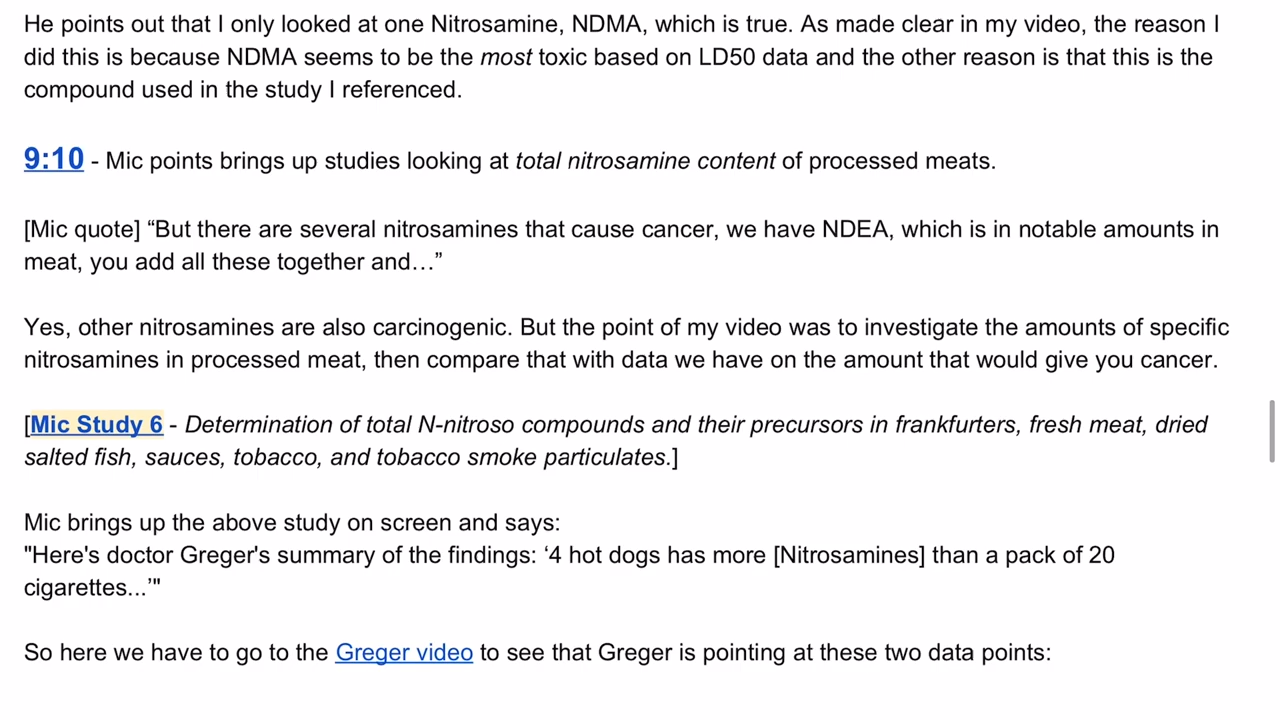 He points out that I only looked at one Nitrosamine, NDMA, which is true. As made clear in my video, the reason I
did this is because NDMA seems to be the most toxic based on LD50 data and the other reason is that this is the
compound used in the study I referenced.
9:10 - Mic points brings up studies looking at total nitrosamine content of processed meats.
[Mic quote] “But there are several nitrosamines that cause cancer, we have NDEA, which is in notable amounts in
meat, you add all these together and…”
Yes, other nitrosamines are also carcinogenic. But the point of my video was to investigate the amounts of specific
nitrosamines in processed meat, then compare that with data we have on the amount that would give you cancer.
[Mic Study 6 - Determination of total N-nitroso compounds and their precursors in frankfurters, fresh meat, dried
salted fish, sauces, tobacco, and tobacco smoke particulates.]
Mic brings up the above study on screen and says:
"Here's doctor Greger's summary of the findings: ‘4 hot dogs has more [Nitrosamines] than a pack of 20
cigarettes...’"
So here we have to go to the Greger video to see that Greger is pointing at these two data points: